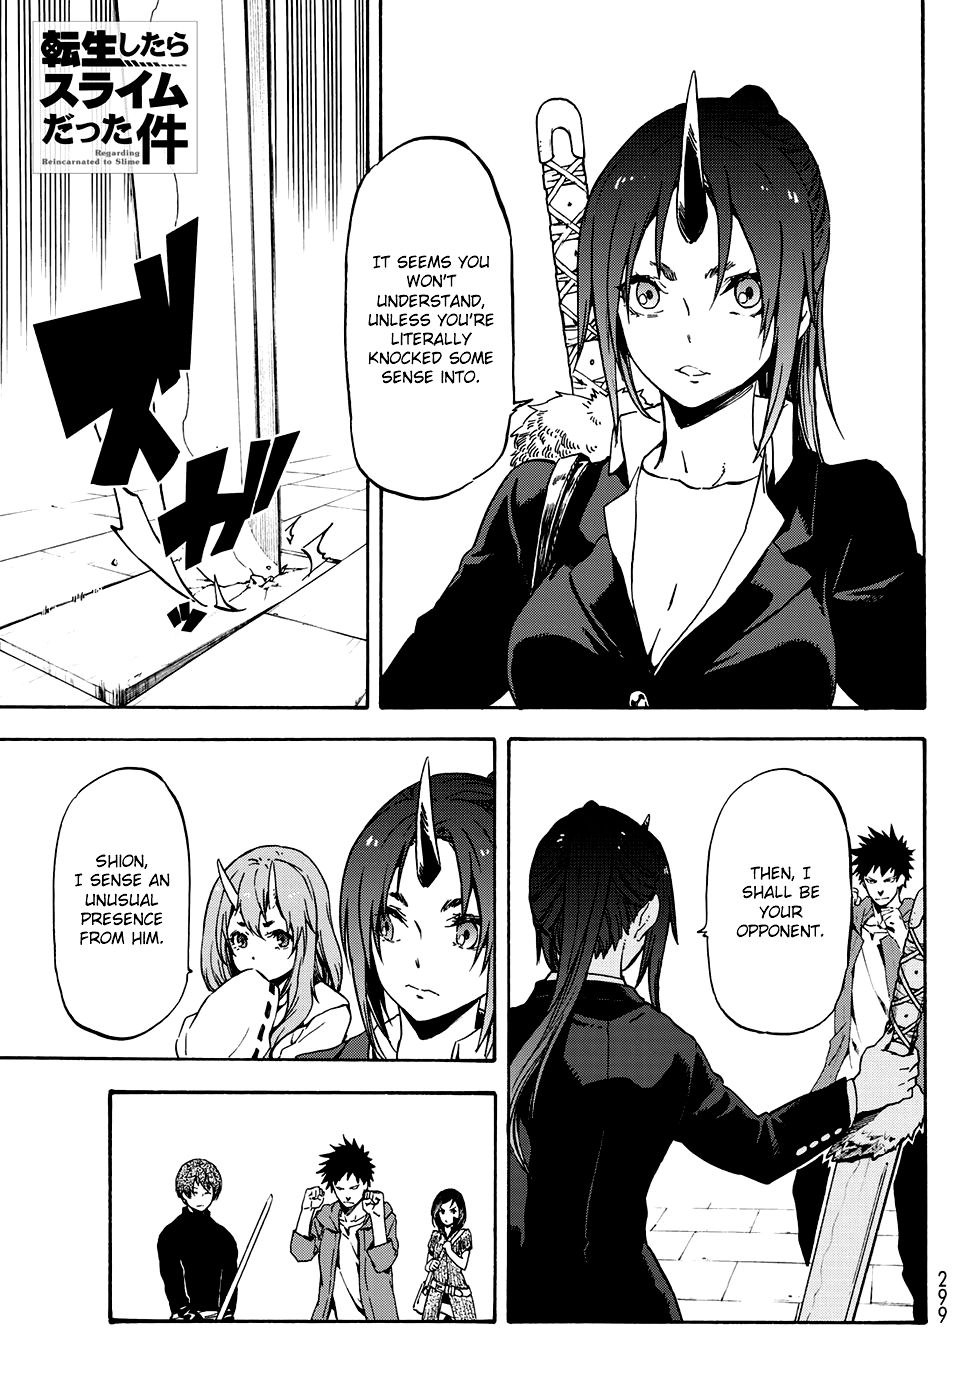 転生したら
スライム
だった件
Regarding
Reincarnated to Slime
IT SEEMS YOU
WON'T
UNDERSTAND,
UNLESS YOU'RE
LITERALLY
KNOCKED SOME
SENSE INTO.
ズガッ
THEN, I
SHALL BE
YOUR
OPPONENT.
SHION,
I SENSE AN
UNUSUAL
PRESENCE
FROM HIM.
299